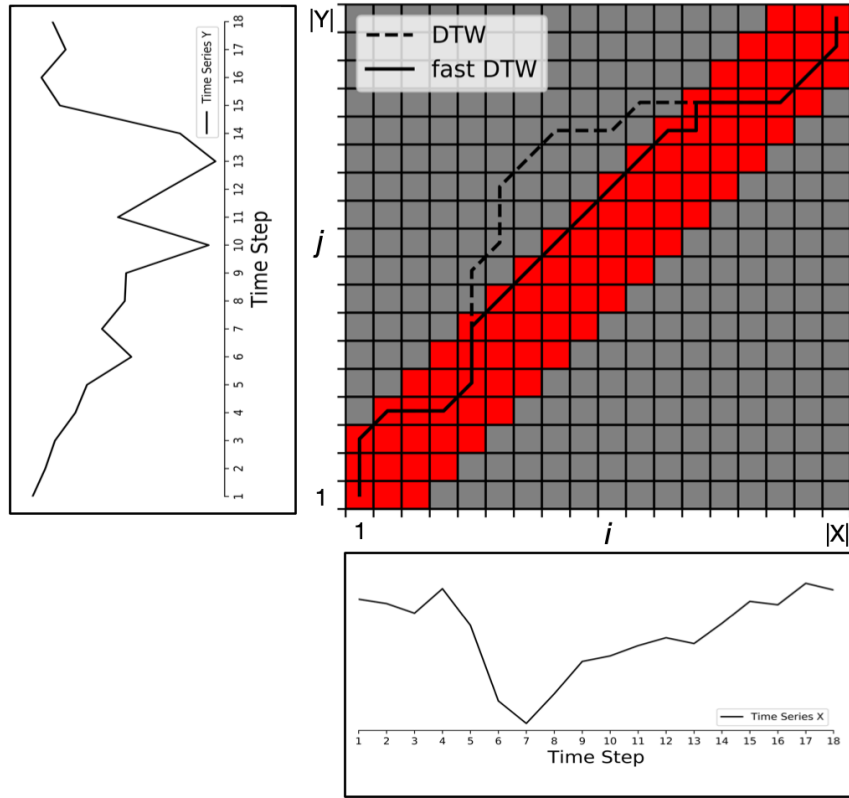 |Y|
DTW
fast DTW
j
1
1
i
|X|
Time Series Y
1 2 3 4 5 6 7 8 9 10 11 12 13 14 15 16 17 18
Time Step
Time Series X
1 2 3 4 5 6 7 8 9 10 11 12 13 14 15 16 17 18
Time Step